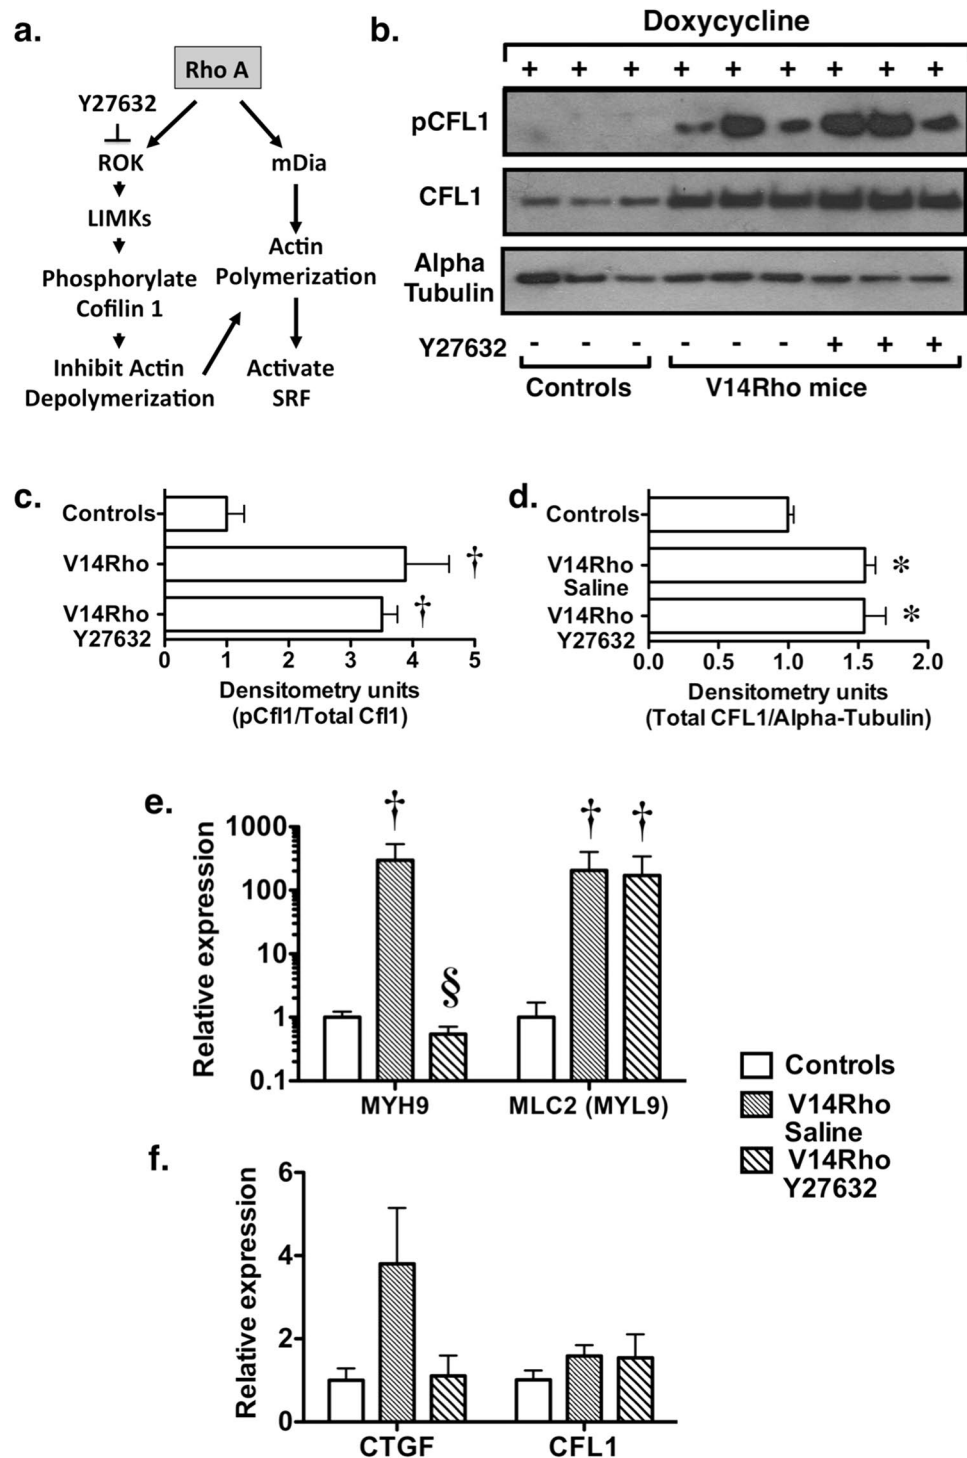 a.
Rho A
Y27632
ROK
mDia
LIMKs
Actin
Polymerization
Phosphorylate
Cofilin 1
Inhibit Actin
Depolymerization
Activate
SRF
b.
Doxycycline
+ + + + + + + + +
pCFL1
CFL1
Alpha
Tubulin
Y27632 - - - - - - + + +
Controls V14Rho mice
c.
Controls
V14Rho †
V14Rho †
Y27632
0 1 2 3 4 5
Densitometry units
(pCfl1/Total Cfl1)
d.
Controls
V14Rho *
Saline
V14Rho *
Y27632
0.0 0.5 1.0 1.5 2.0
Densitometry units
(Total CFL1/Alpha-Tubulin)
e.
Relative expression
1000
100
10
1
0.1
† § † †
MYH9 MLC2 (MYL9)
Controls
V14Rho
Saline
V14Rho
Y27632
f.
Relative expression
6
4
2
0
CTGF CFL1